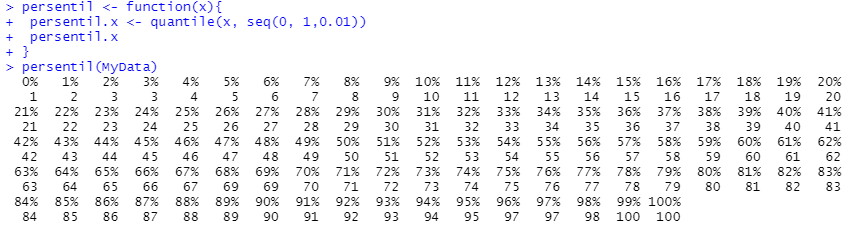 > persentil <- function(x){
+ persentil.x <- quantile(x, seq(0, 1,0.01))
+ persentil.x
+ }
> persentil(MyData)
0% 1% 2% 3% 4% 5% 6% 7% 8% 9% 10% 11% 12% 13% 14% 15% 16% 17% 18% 19% 20%
1 2 3 3 4 5 6 7 8 9 10 11 12 13 14 15 16 17 18 19 20
21% 22% 23% 24% 25% 26% 27% 28% 29% 30% 31% 32% 33% 34% 35% 36% 37% 38% 39% 40% 41%
21 22 23 24 25 26 27 28 29 30 31 32 33 34 35 36 37 38 39 40 41
42% 43% 44% 45% 46% 47% 48% 49% 50% 51% 52% 53% 54% 55% 56% 57% 58% 59% 60% 61% 62%
42 43 44 45 46 47 48 49 50 51 52 53 54 55 56 57 58 59 60 61 62
63% 64% 65% 66% 67% 68% 69% 70% 71% 72% 73% 74% 75% 76% 77% 78% 79% 80% 81% 82% 83%
63 64 65 66 67 69 69 70 71 72 73 74 75 76 77 78 79 80 81 82 83
84% 85% 86% 87% 88% 89% 90% 91% 92% 93% 94% 95% 96% 97% 98% 99% 100%
84 85 86 87 88 89 90 91 92 93 94 95 97 97 98 100 100